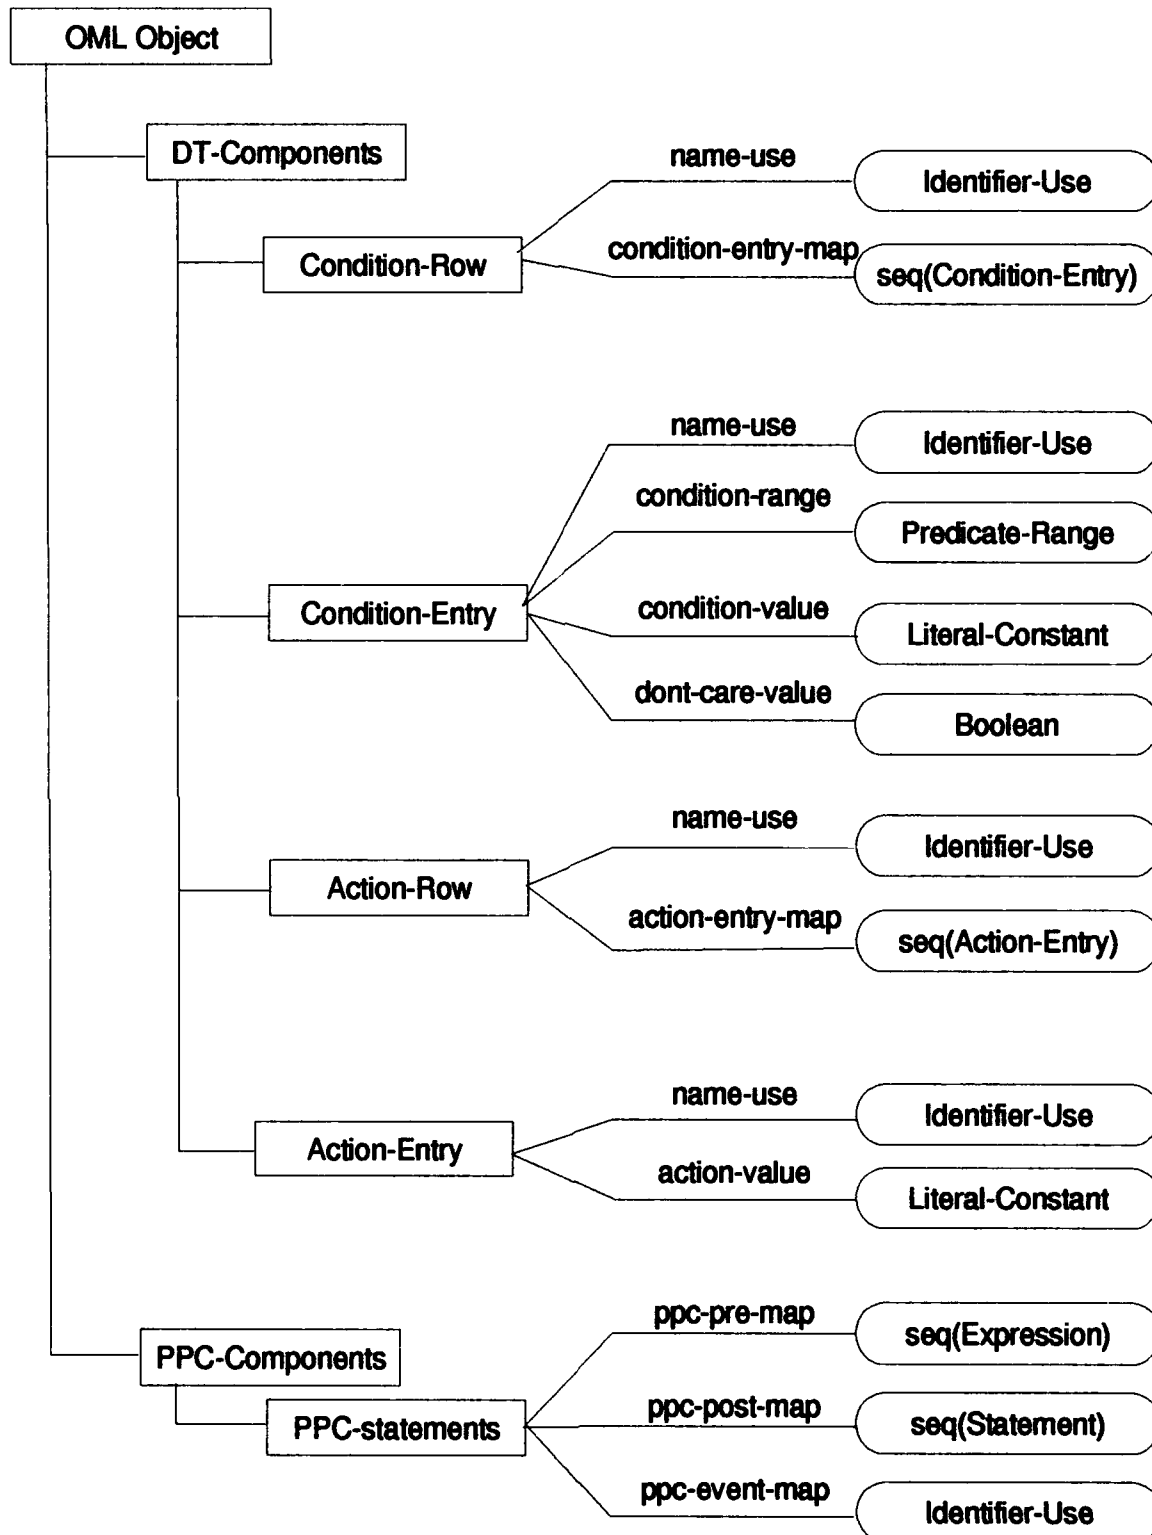 OML Object
DT-Components
name-use
Identifier-Use
Condition-Row
condition-entry-map
seq(Condition-Entry)
name-use
Identifier-Use
condition-range
Predicate-Range
Condition-Entry
condition-value
Literal-Constant
dont-care-value
Boolean
name-use
Identifier-Use
Action-Row
action-entry-map
seq(Action-Entry)
name-use
Identifier-Use
Action-Entry
action-value
Literal-Constant
ppc-pre-map
seq(Expression)
PPC-Components
ppc-post-map
seq(Statement)
PPC-statements
ppc-event-map
Identifier-Use